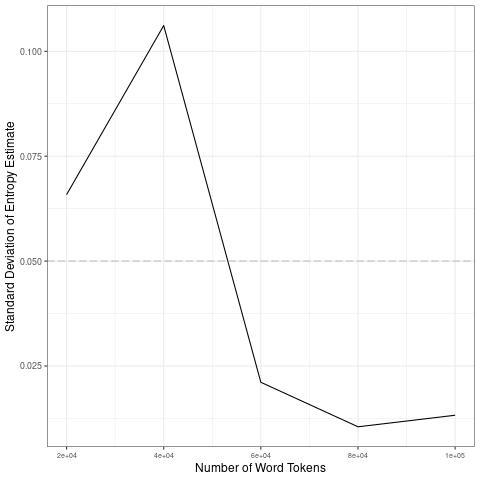 0.100
0.075
0.050
0.025
Standard Deviation of Entropy Estimate
2e+04 4e+04 6e+04 8e+04 1e+05
Number of Word Tokens